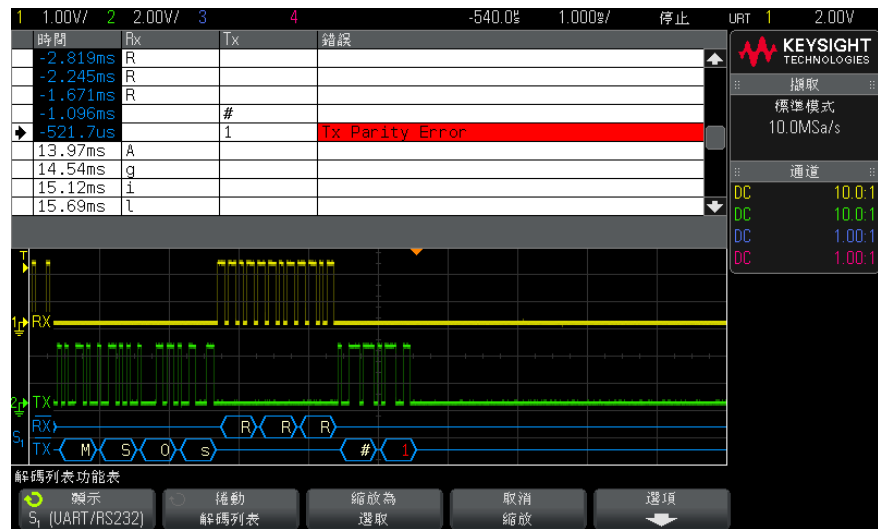 1 1.00V/ 2 2.00V/ 3 4 -540.0㎲ 1.000㎳/ 停止 URT 1 2.00V
時間 Rx Tx 錯誤
-2.819ms R
-2.245ms R
-1.671ms R
-1.096ms #
-521.7us 1 Tx Parity Error
13.97ms A
14.54ms g
15.12ms i
15.69ms l
KEYSIGHT
TECHNOLOGIES
擷取
標準模式
10.0MSa/s
通道
DC 10.0:1
DC 10.0:1
DC 1.00:1
DC 1.00:1
T
1 RX
2 TX
S1
RX R R R
TX M S O s # 1
解碼列表功能表
顯示
S1 (UART/RS232)
捲動
解碼列表
縮放為
選取
取消
縮放
選項